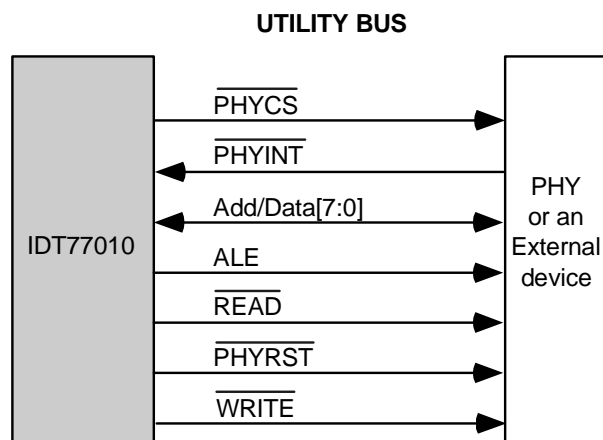 UTILITY BUS
PHYCS
PHYINT
Add/Data[7:0]
IDT77010
ALE
READ
PHYRST
WRITE
PHY
or an
External
device